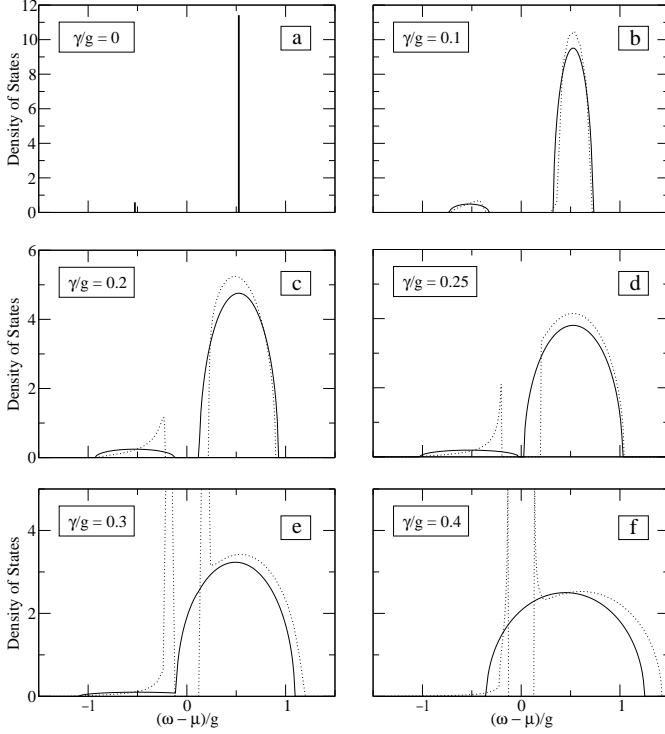 12
10
8
6
4
2
0
Density of States
γ/g = 0
a
γ/g = 0.1
b
6
4
2
0
Density of States
γ/g = 0.2
c
γ/g = 0.25
d
4
2
0
Density of States
γ/g = 0.3
e
γ/g = 0.4
f
−1 0 1
(ω − μ)/g
−1 0 1
(ω − μ)/g